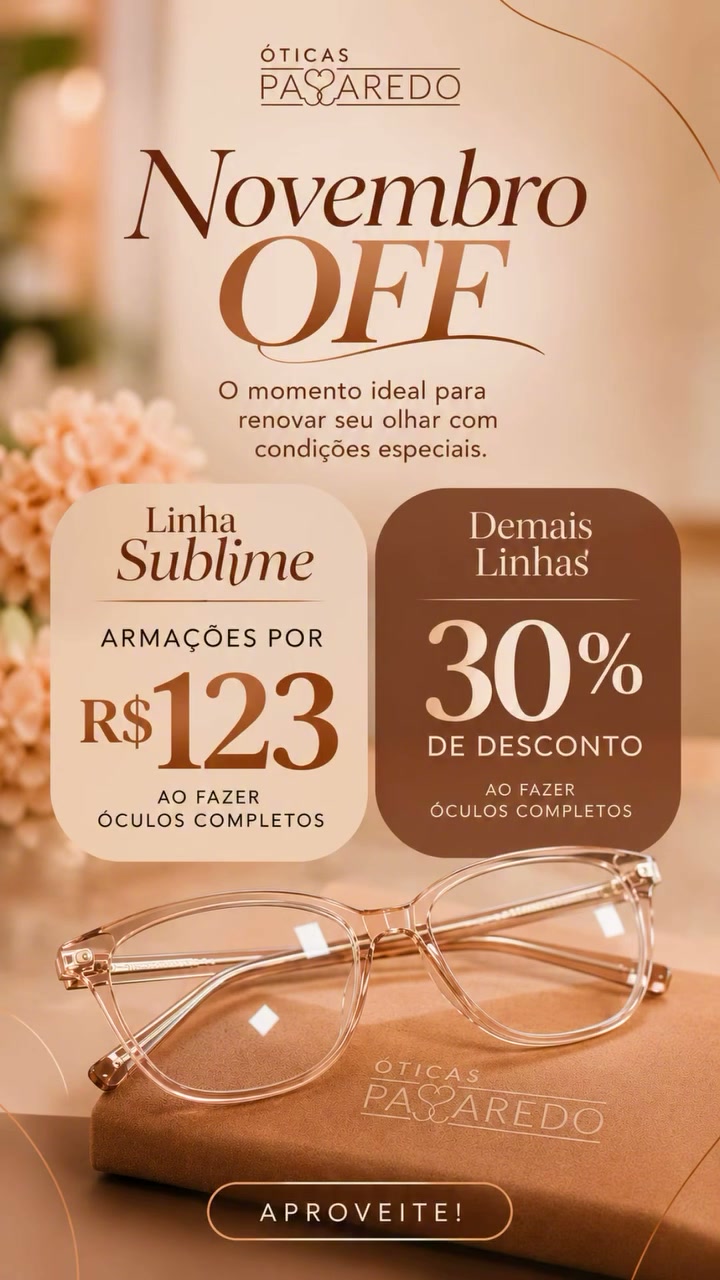 ÓTICAS
PASSAREDO
Novembro
OFF
O momento ideal para
renovar seu olhar com
condições especiais.
Linha
Sublime
ARMAÇÕES POR
R$123
AO FAZER
ÓCULOS COMPLETOS
Demais
Linhas
30%
DE DESCONTO
AO FAZER
ÓCULOS COMPLETOS
ÓTICAS
PASSAREDO
APROVEITE!